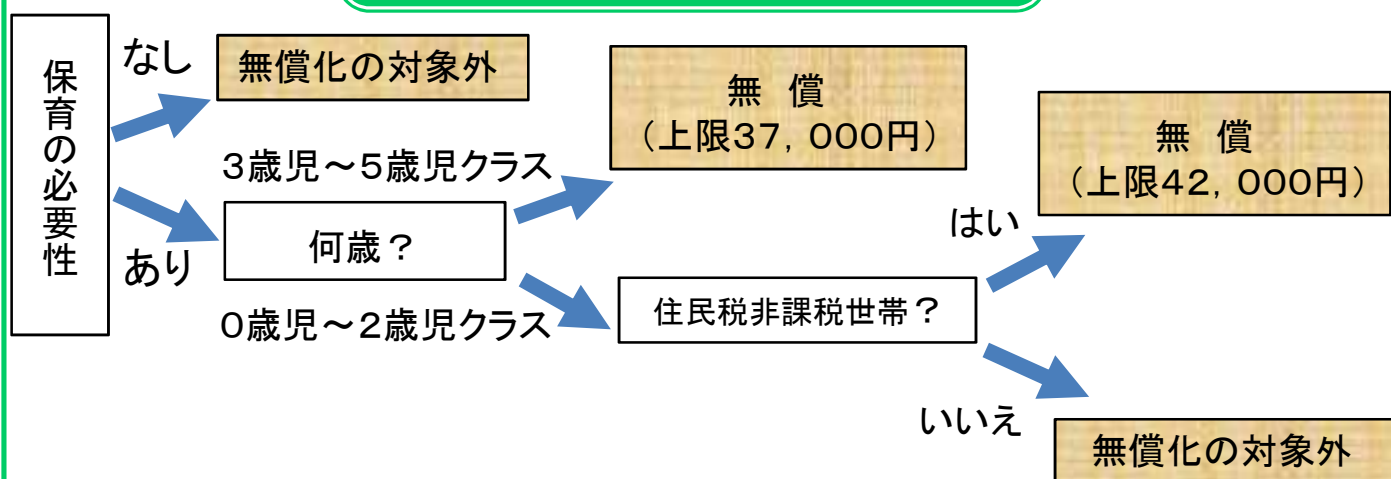 保育の必要性
なし
無償化の対象外
あり
3歳児～5歳児クラス
何歳？
0歳児～2歳児クラス
無　償
（上限３７，０００円）
住民税非課税世帯？
はい
無　償
（上限４２，０００円）
いいえ
無償化の対象外